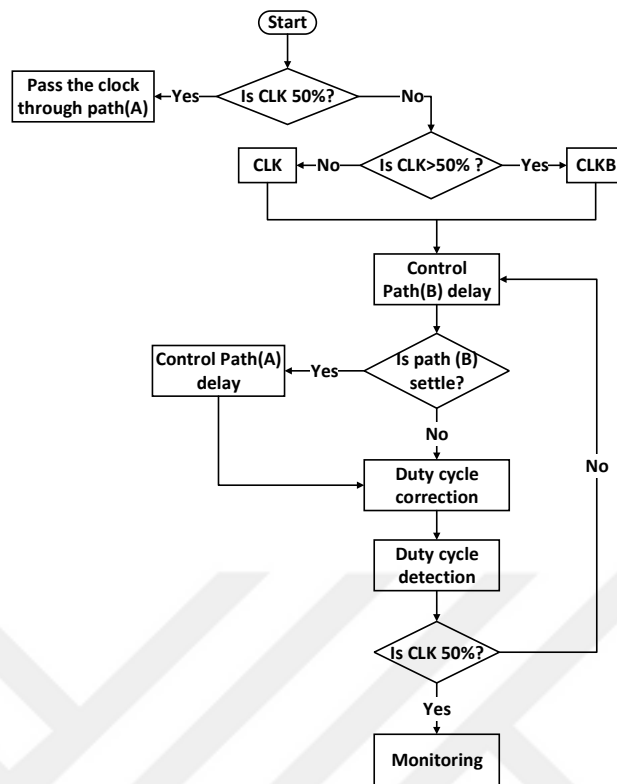 Start
Pass the clock
through path(A)
Yes
Is CLK 50%?
No
CLK
No
Is CLK>50% ?
Yes
CLKB
Control
Path(B) delay
Control Path(A)
delay
Yes
Is path (B)
settle?
No
No
Duty cycle
correction
Duty cycle
detection
Is CLK 50%?
Yes
Monitoring